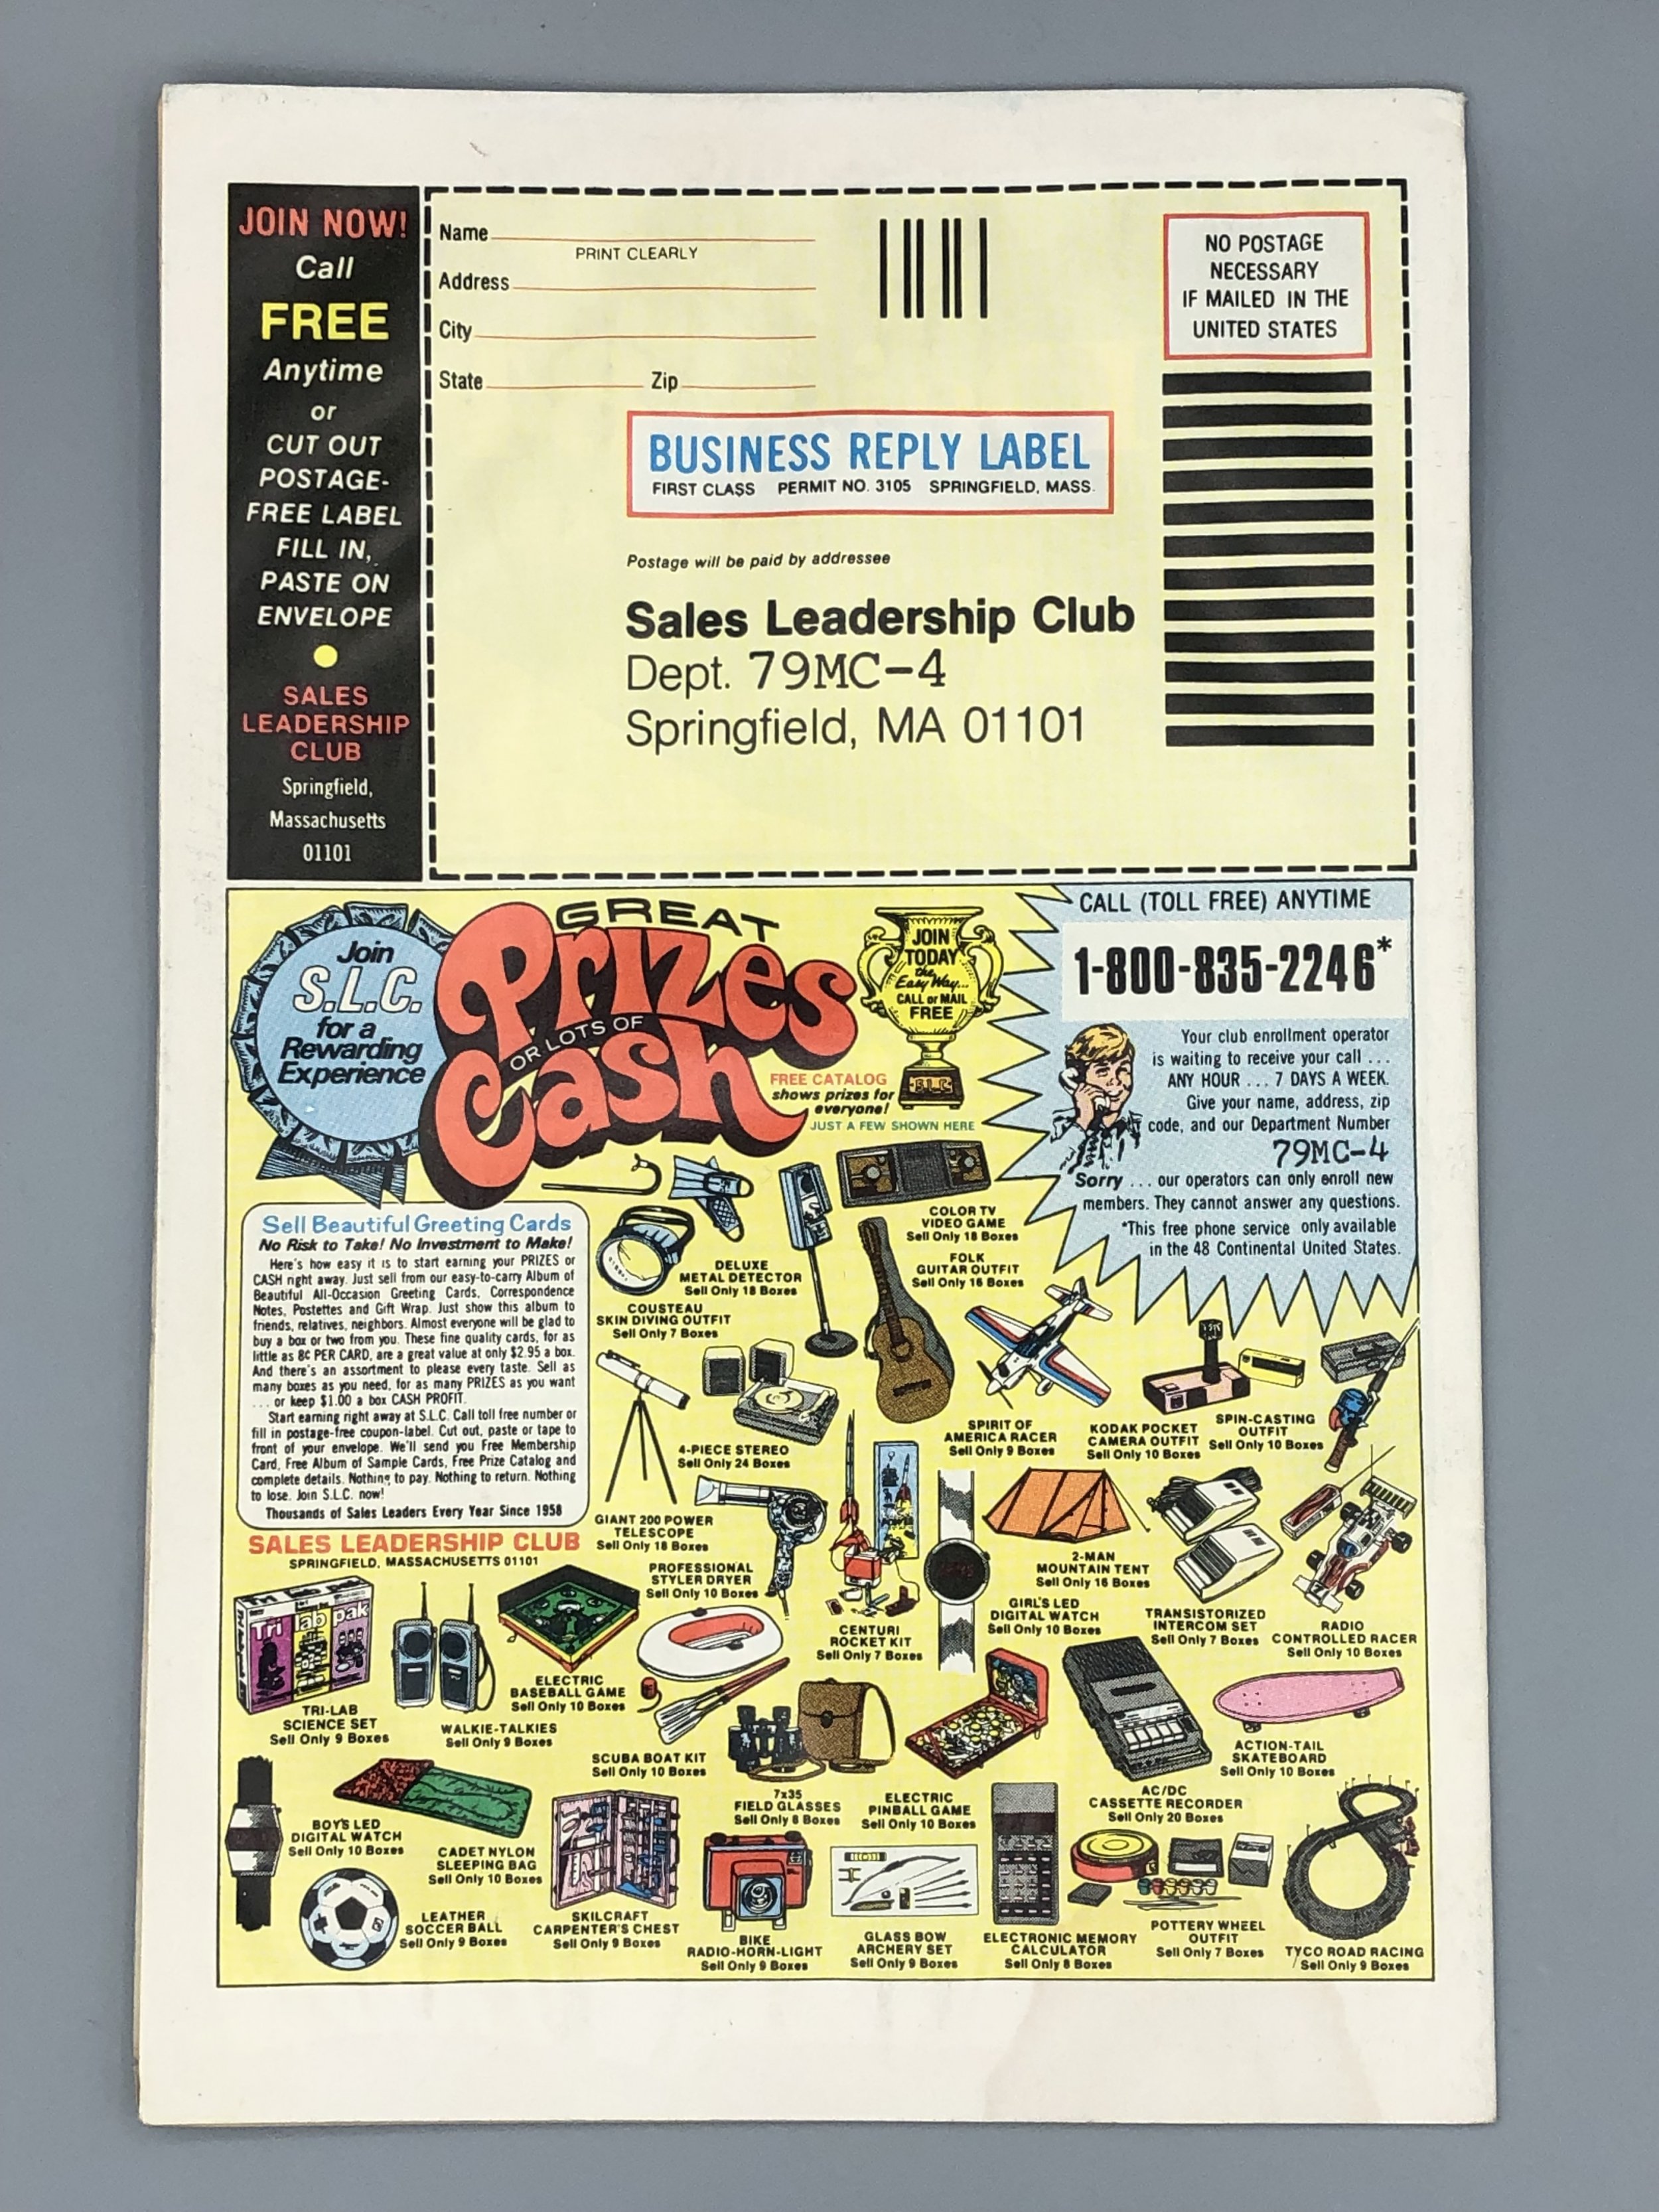 JOIN NOW!
Call
FREE
Anytime
or
CUT OUT
POSTAGE-
FREE LABEL
FILL IN,
PASTE ON
ENVELOPE
SALES
LEADERSHIP
CLUB
Springfield,
Massachusetts
01101
Name
PRINT CLEARLY
Address
City
State Zip
NO POSTAGE
NECESSARY
IF MAILED IN THE
UNITED STATES
BUSINESS REPLY LABEL
FIRST CLASS PERMIT NO. 3105 SPRINGFIELD, MASS.
Postage will be paid by addressee
Sales Leadership Club
Dept. 79MC-4
Springfield, MA 01101
Join
S.L.C.
for a
Rewarding
Experience
GREAT
Prizes
OR LOTS OF
Cash
JOIN
TODAY
the
Easy Way...
CALL or MAIL
FREE
S.L.C.
FREE CATALOG
shows prizes for
everyone!
JUST A FEW SHOWN HERE
CALL (TOLL FREE) ANYTIME
1-800-835-2246*
Your club enrollment operator
is waiting to receive your call ...
ANY HOUR ... 7 DAYS A WEEK.
Give your name, address, zip
code, and our Department Number
79MC-4
Sorry ... our operators can only enroll new
members. They cannot answer any questions.
*This free phone service only available
in the 48 Continental United States.
Sell Beautiful Greeting Cards
No Risk to Take! No Investment to Make!
Here's how easy it is to start earning your PRIZES or
CASH right away. Just sell from our easy-to-carry Album of
Beautiful All-Occasion Greeting Cards, Correspondence
Notes, Postettes and Gift Wrap. Just show this album to
friends, relatives, neighbors. Almost everyone will be glad to
buy a box or two from you. These fine quality cards, for as
little as 8¢ PER CARD, are a great value at only $2.95 a box.
And there's an assortment to please every taste. Sell as
many boxes as you need, for as many PRIZES as you want
... or keep $1.00 a box CASH PROFIT.
Start earning right away at S.L.C. Call toll free number or
fill in postage-free coupon-label. Cut out, paste or tape to
front of your envelope. We'll send you Free Membership
Card, Free Album of Sample Cards, Free Prize Catalog and
complete details. Nothing to pay. Nothing to return. Nothing
to lose. Join S.L.C. now!
Thousands of Sales Leaders Every Year Since 1958
SALES LEADERSHIP CLUB
SPRINGFIELD, MASSACHUSETTS 01101
COLOR TV
VIDEO GAME
Sell Only 18 Boxes
DELUXE
METAL DETECTOR
Sell Only 18 Boxes
FOLK
GUITAR OUTFIT
Sell Only 16 Boxes
COUSTEAU
SKIN DIVING OUTFIT
Sell Only 7 Boxes
4-PIECE STEREO
Sell Only 24 Boxes
SPIRIT OF
AMERICA RACER
Sell Only 9 Boxes
KODAK POCKET
CAMERA OUTFIT
Sell Only 10 Boxes
SPIN-CASTING
OUTFIT
Sell Only 10 Boxes
GIANT 200 POWER
TELESCOPE
Sell Only 18 Boxes
PROFESSIONAL
STYLER DRYER
Sell Only 10 Boxes
CENTURI
ROCKET KIT
Sell Only 7 Boxes
GIRL'S LED
DIGITAL WATCH
Sell Only 10 Boxes
2-MAN
MOUNTAIN TENT
Sell Only 16 Boxes
TRANSISTORIZED
INTERCOM SET
Sell Only 7 Boxes
RADIO
CONTROLLED RACER
Sell Only 10 Boxes
Tri lab pak
TRI-LAB
SCIENCE SET
Sell Only 9 Boxes
WALKIE-TALKIES
Sell Only 9 Boxes
ELECTRIC
BASEBALL GAME
Sell Only 10 Boxes
SCUBA BOAT KIT
Sell Only 10 Boxes
7x35
FIELD GLASSES
Sell Only 8 Boxes
ELECTRIC
PINBALL GAME
Sell Only 10 Boxes
AC/DC
CASSETTE RECORDER
Sell Only 20 Boxes
ACTION-TAIL
SKATEBOARD
Sell Only 10 Boxes
BOY'S LED
DIGITAL WATCH
Sell Only 10 Boxes
CADET NYLON
SLEEPING BAG
Sell Only 10 Boxes
LEATHER
SOCCER BALL
Sell Only 9 Boxes
SKILCRAFT
CARPENTER'S CHEST
Sell Only 9 Boxes
BIKE
RADIO-HORN-LIGHT
Sell Only 9 Boxes
GLASS BOW
ARCHERY SET
Sell Only 9 Boxes
ELECTRONIC MEMORY
CALCULATOR
Sell Only 8 Boxes
POTTERY WHEEL
OUTFIT
Sell Only 7 Boxes
TYCO ROAD RACING
Sell Only 9 Boxes